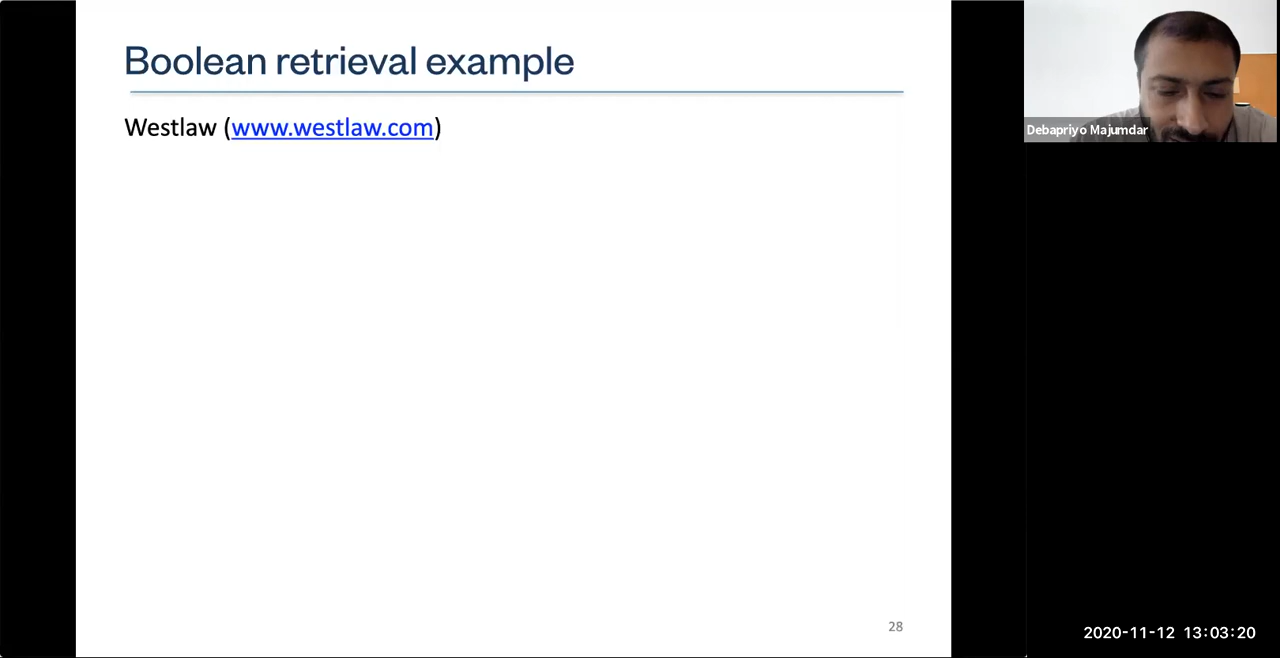 Boolean retrieval example
Westlaw (www.westlaw.com)
28
Debapriyo Majumdar
2020-11-12 13:03:20